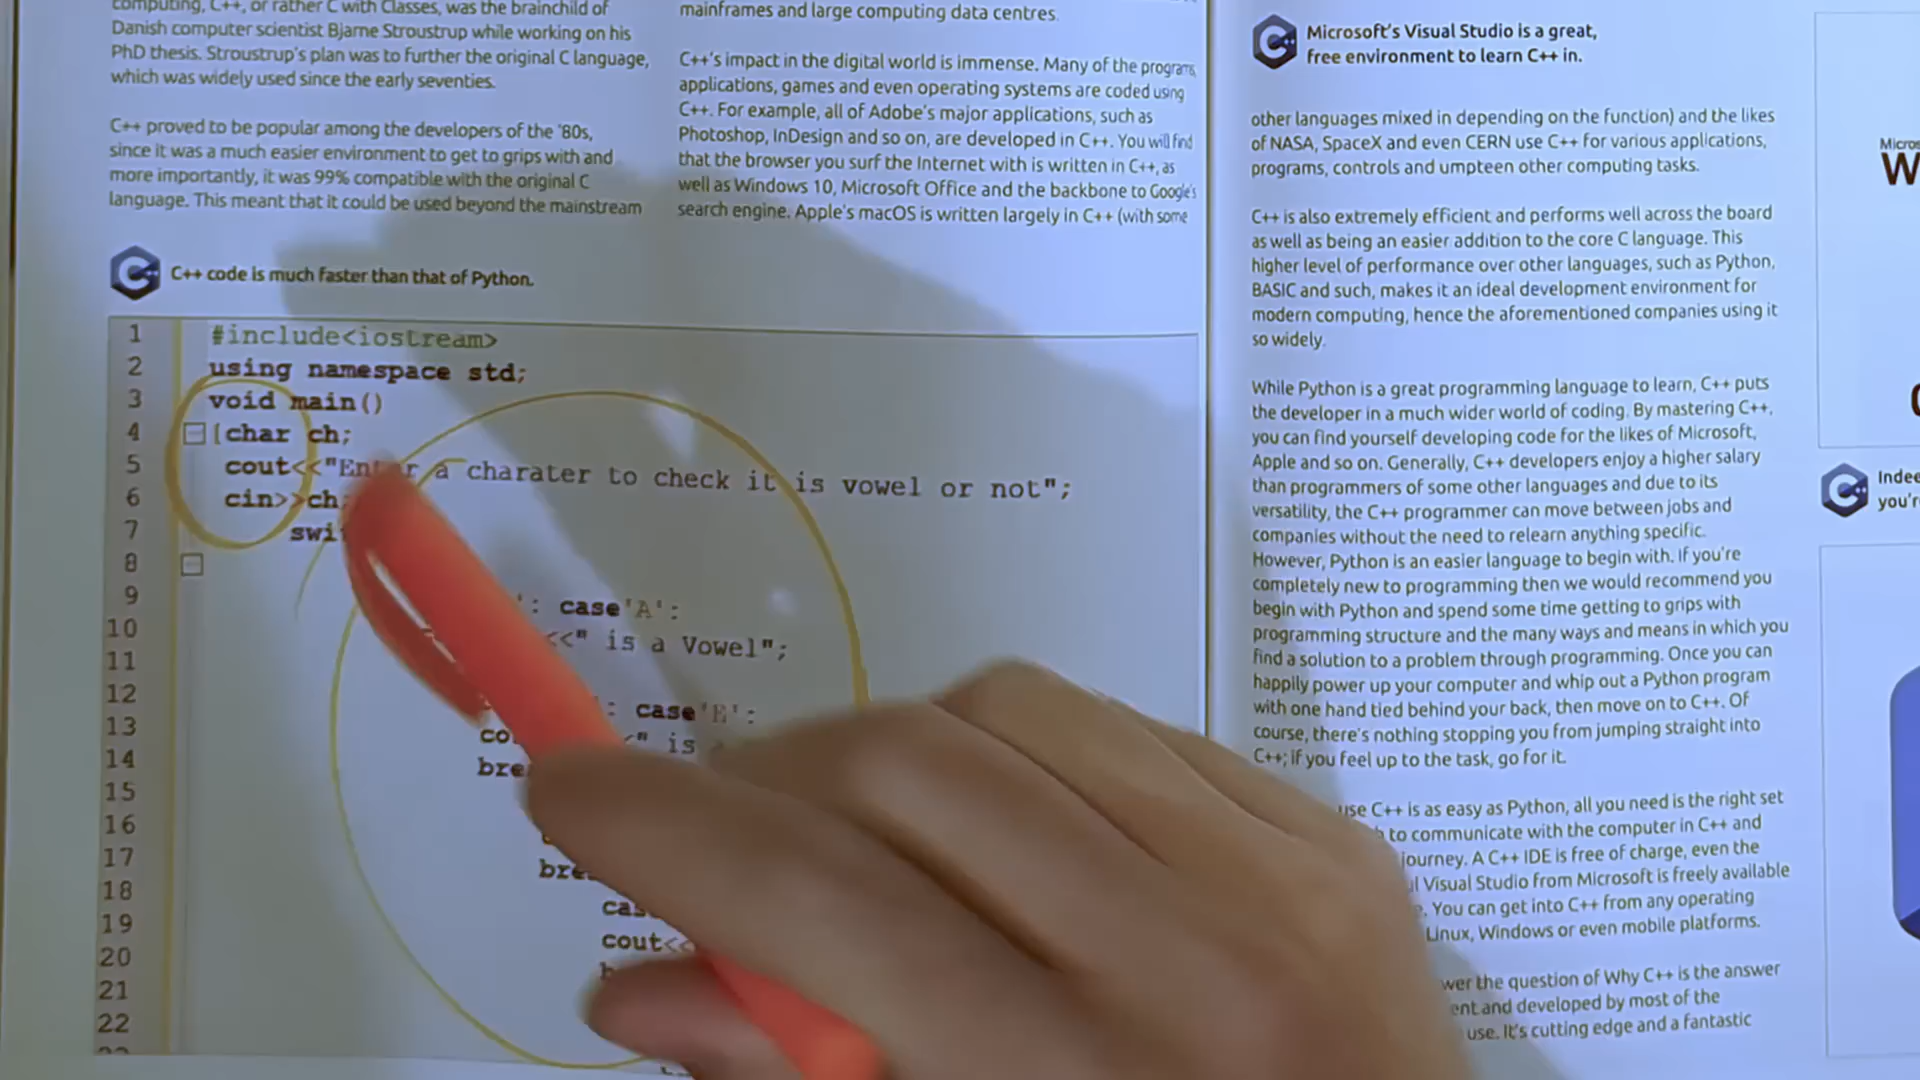 computing, C++, or rather C with Classes, was the brainchild of
Danish computer scientist Bjarne Stroustrup while working on his
PhD thesis. Stroustrup's plan was to further the original C language,
which was widely used since the early seventies.
C++ proved to be popular among the developers of the '80s,
since it was a much easier environment to get to grips with and
more importantly, it was 99% compatible with the original C
language. This meant that it could be used beyond the mainstream
mainframes and large computing data centres.
C++'s impact in the digital world is immense. Many of the programs,
applications, games and even operating systems are coded using
C++. For example, all of Adobe's major applications, such as
Photoshop, InDesign and so on, are developed in C++. You will find
that the browser you surf the Internet with is written in C++, as
well as Windows 10, Microsoft Office and the backbone to Google's
search engine. Apple's macOS is written largely in C++ (with some
C++ code is much faster than that of Python.
1 #include<iostream>
2 using namespace std;
3 void main()
4 {char ch;
5 cout<<"Enter a charater to check it is vowel or not";
6 cin>>ch;
7 swi
8
9 ': case'A':
10 <<" is a Vowel";
11
12 ': case'E':
13 co <" is
14 bre
15
16
17 bre
18 cas
19 cout<<
20 b
21
22
Microsoft's Visual Studio is a great,
free environment to learn C++ in.
other languages mixed in depending on the function) and the likes
of NASA, SpaceX and even CERN use C++ for various applications,
programs, controls and umpteen other computing tasks.
C++ is also extremely efficient and performs well across the board
as well as being an easier addition to the core C language. This
higher level of performance over other languages, such as Python,
BASIC and such, makes it an ideal development environment for
modern computing, hence the aforementioned companies using it
so widely.
While Python is a great programming language to learn, C++ puts
the developer in a much wider world of coding. By mastering C++,
you can find yourself developing code for the likes of Microsoft,
Apple and so on. Generally, C++ developers enjoy a higher salary
than programmers of some other languages and due to its
versatility, the C++ programmer can move between jobs and
companies without the need to relearn anything specific.
However, Python is an easier language to begin with. If you're
completely new to programming then we would recommend you
begin with Python and spend some time getting to grips with
programming structure and the many ways and means in which you
find a solution to a problem through programming. Once you can
happily power up your computer and whip out a Python program
with one hand tied behind your back, then move on to C++. Of
course, there's nothing stopping you from jumping straight into
C++; if you feel up to the task, go for it.
use C++ is as easy as Python, all you need is the right set
to communicate with the computer in C++ and
journey. A C++ IDE is free of charge, even the
Visual Studio from Microsoft is freely available
. You can get into C++ from any operating
Linux, Windows or even mobile platforms.
wer the question of Why C++ is the answer
ent and developed by most of the
use. It's cutting edge and a fantastic
Micros
W
Indee
you're